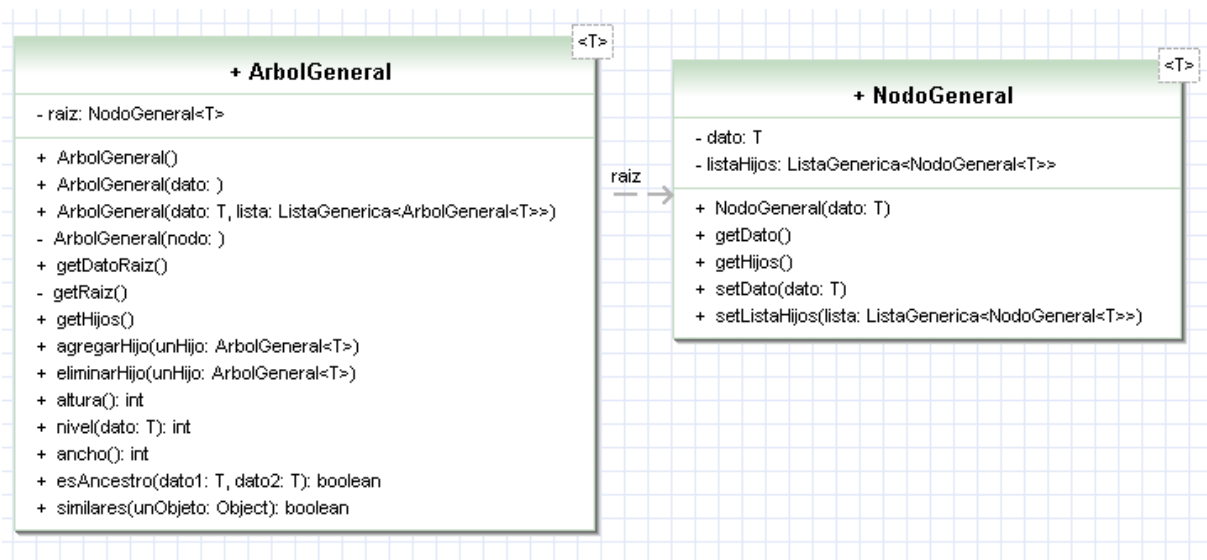 <T>
+ ArbolGeneral
- raiz: NodoGeneral<T>
+ ArbolGeneral()
+ ArbolGeneral(dato: )
+ ArbolGeneral(dato: T, lista: ListaGenerica<ArbolGeneral<T>>)
- ArbolGeneral(nodo: )
+ getDatoRaiz()
- getRaiz()
+ getHijos()
+ agregarHijo(unHijo: ArbolGeneral<T>)
+ eliminarHijo(unHijo: ArbolGeneral<T>)
+ altura(): int
+ nivel(dato: T): int
+ ancho(): int
+ esAncestro(dato1: T, dato2: T): boolean
+ similares(unObjeto: Object): boolean
raiz
<T>
+ NodoGeneral
- dato: T
- listaHijos: ListaGenerica<NodoGeneral<T>>
+ NodoGeneral(dato: T)
+ getDato()
+ getHijos()
+ setDato(dato: T)
+ setListaHijos(lista: ListaGenerica<NodoGeneral<T>>)